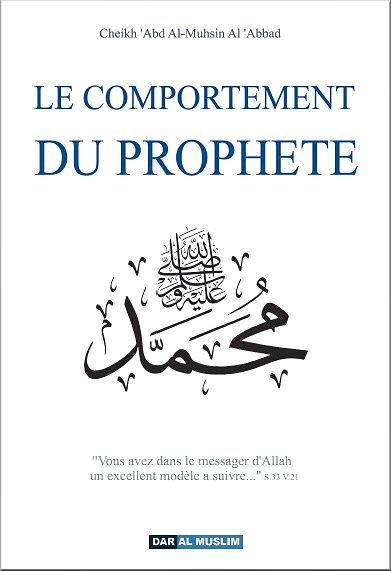 Cheikh 'Abd Al-Muhsin Al 'Abbad
LE COMPORTEMENT
DU PROPHETE
صلى الله عليه وسلم
محمد
"Vous avez dans le messager d'Allah
un excellent modèle a suivre..." S.33 V.21
DAR AL MUSLIM